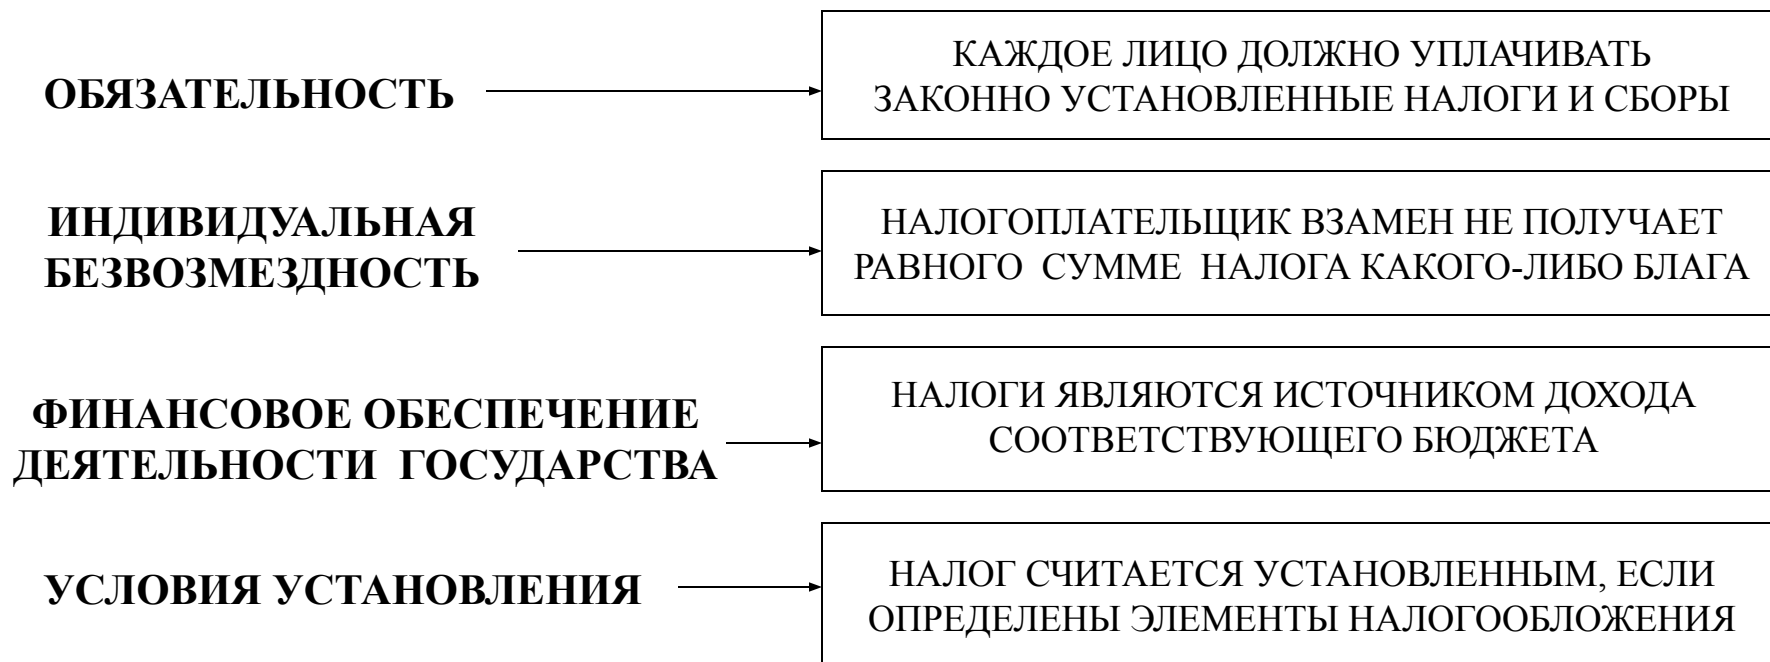 ОБЯЗАТЕЛЬНОСТЬ
КАЖДОЕ ЛИЦО ДОЛЖНО УПЛАЧИВАТЬ
ЗАКОННО УСТАНОВЛЕННЫЕ НАЛОГИ И СБОРЫ
ИНДИВИДУАЛЬНАЯ
БЕЗВОЗМЕЗДНОСТЬ
НАЛОГОПЛАТЕЛЬЩИК ВЗАМЕН НЕ ПОЛУЧАЕТ
РАВНОГО СУММЕ НАЛОГА КАКОГО-ЛИБО БЛАГА
ФИНАНСОВОЕ ОБЕСПЕЧЕНИЕ
ДЕЯТЕЛЬНОСТИ ГОСУДАРСТВА
НАЛОГИ ЯВЛЯЮТСЯ ИСТОЧНИКОМ ДОХОДА
СООТВЕТСТВУЮЩЕГО БЮДЖЕТА
УСЛОВИЯ УСТАНОВЛЕНИЯ
НАЛОГ СЧИТАЕТСЯ УСТАНОВЛЕННЫМ, ЕСЛИ
ОПРЕДЕЛЕНЫ ЭЛЕМЕНТЫ НАЛОГООБЛОЖЕНИЯ